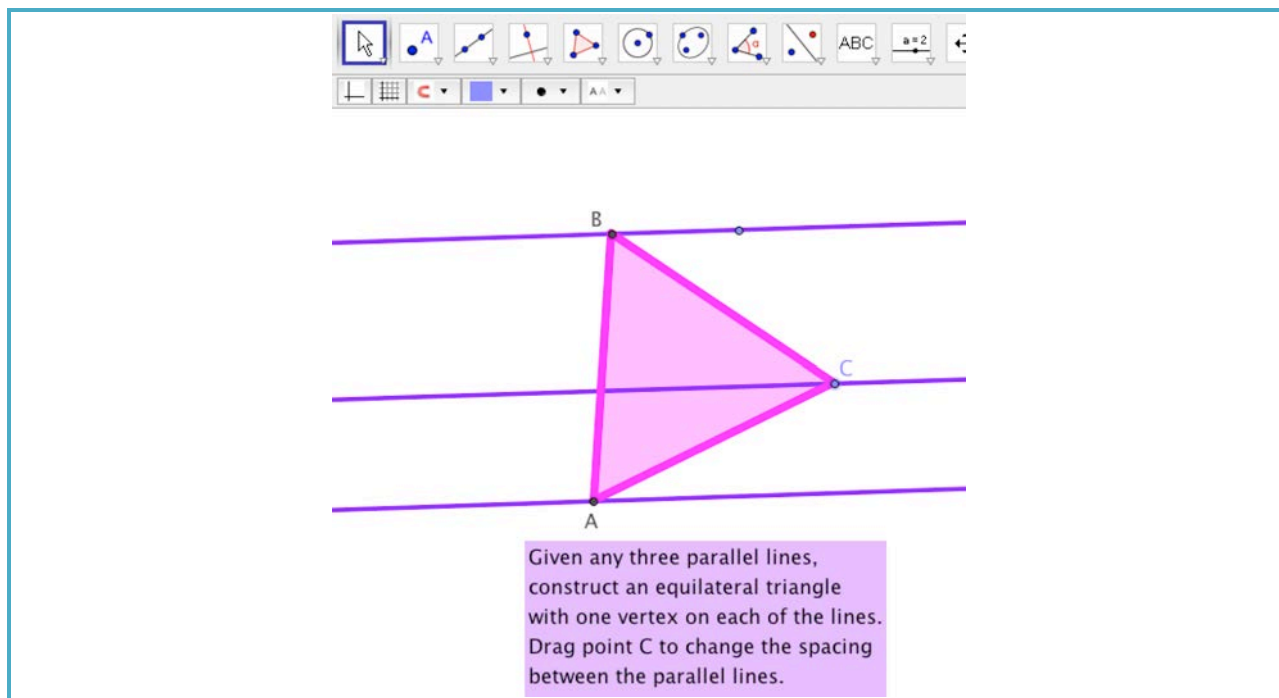 A
ABC
a = 2
AA
B
C
A
Given any three parallel lines,
construct an equilateral triangle
with one vertex on each of the lines.
Drag point C to change the spacing
between the parallel lines.